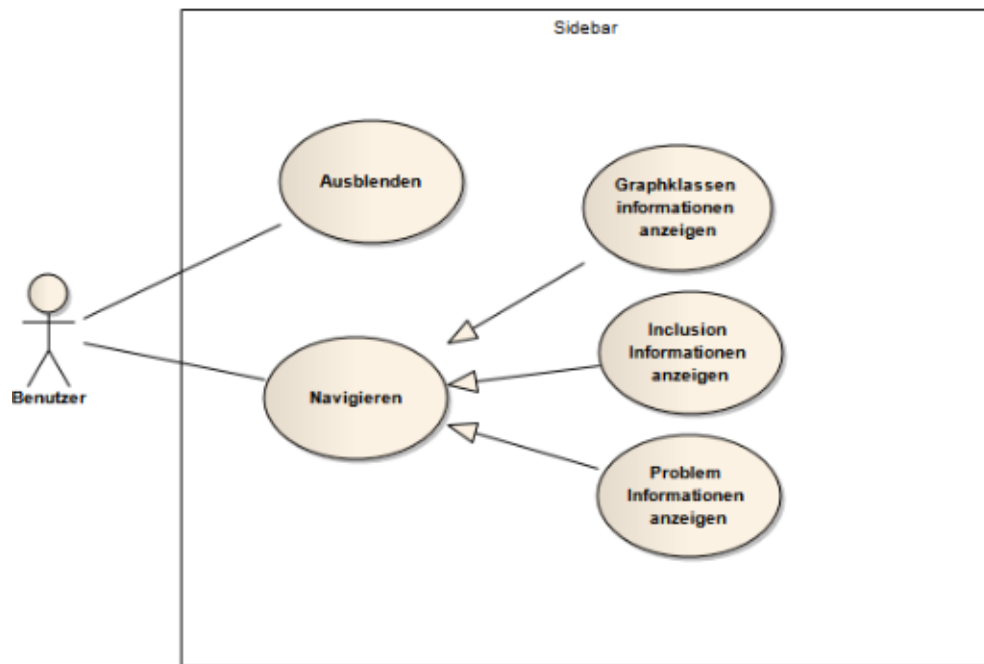 Sidebar
Ausblenden
Graphklassen
informationen
anzeigen
Inclusion
Informationen
anzeigen
Benutzer
Navigieren
Problem
Informationen
anzeigen